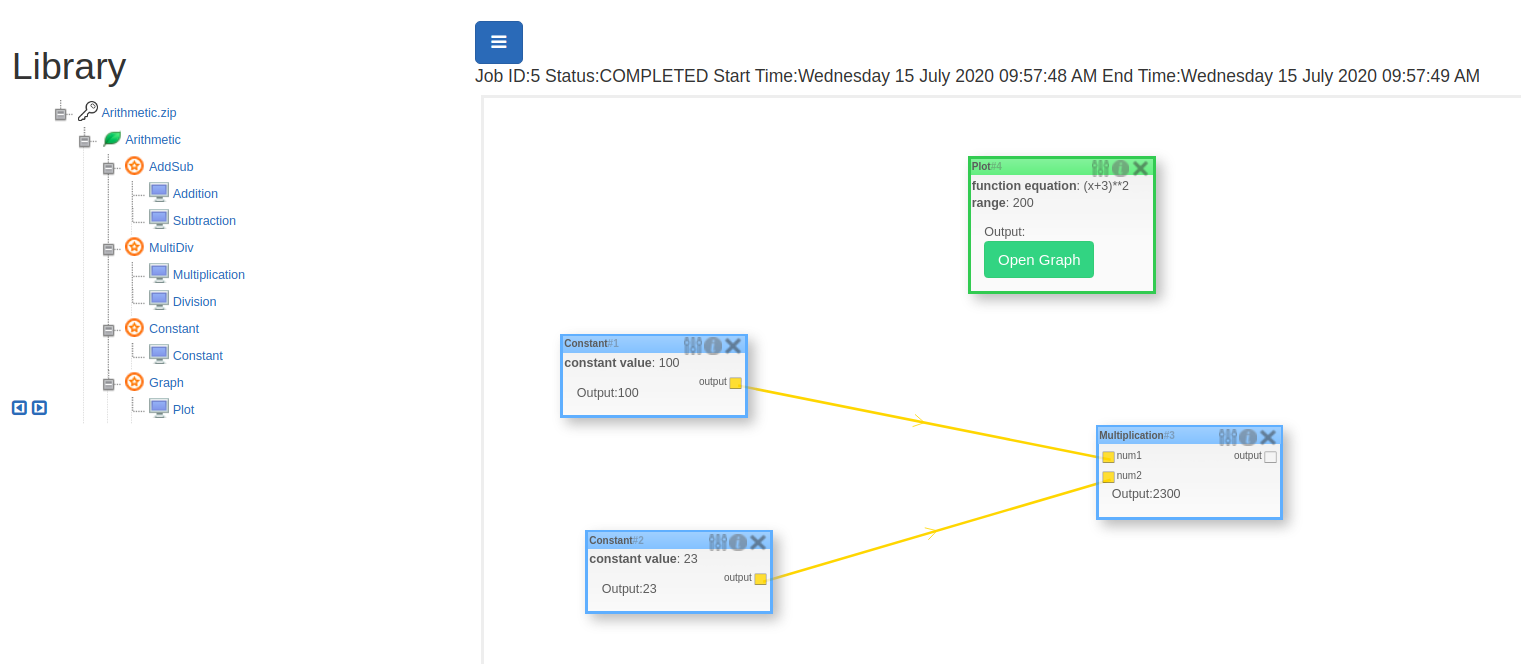 Library
Arithmetic.zip
Arithmetic
AddSub
Addition
Subtraction
MultiDiv
Multiplication
Division
Constant
Constant
Graph
Plot
Job ID:5 Status:COMPLETED Start Time:Wednesday 15 July 2020 09:57:48 AM End Time:Wednesday 15 July 2020 09:57:49 AM
Plot#4
function equation: (x+3)**2
range: 200
Output:
Open Graph
Constant#1
constant value: 100
output
Output:100
Multiplication#3
num1 output
num2
Output:2300
Constant#2
constant value: 23
output
Output:23